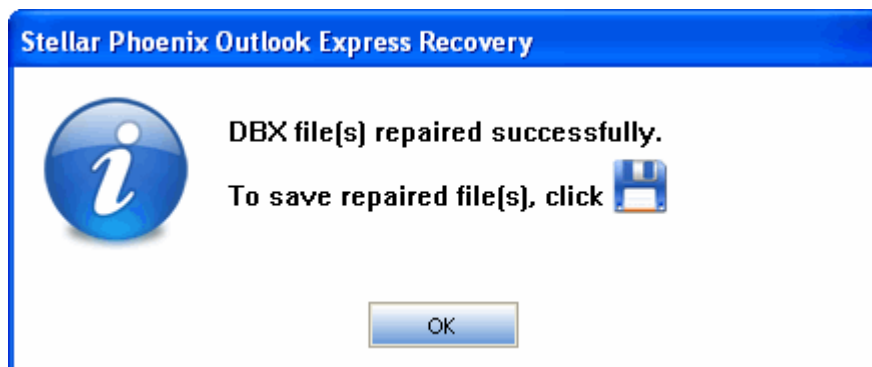 Stellar Phoenix Outlook Express Recovery
DBX file(s) repaired successfully.
To save repaired file(s), click
OK